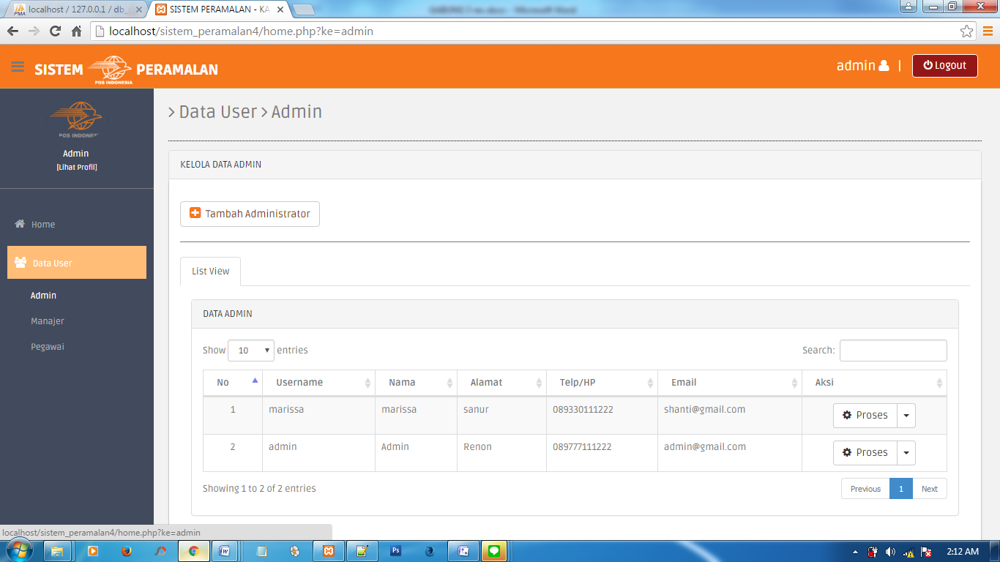 localhost / 127.0.0.1 / db_
SISTEM PERAMALAN - KA
localhost/sistem_peramalan4/home.php?ke=admin
SISTEM POS INDONESIA PERAMALAN
admin |
Logout
POS INDONE
Admin
[Lihat Profil]
Home
Data User
Admin
Manajer
Pegawai
> Data User > Admin
KELOLA DATA ADMIN
Tambah Administrator
List View
DATA ADMIN
Show 10 entries
Search:
No Username Nama Alamat Telp/HP Email Aksi
1 marissa marissa sanur 089330111222 shanti@gmail.com Proses
2 admin Admin Renon 089777111222 admin@gmail.com Proses
Showing 1 to 2 of 2 entries
Previous 1 Next
localhost/sistem_peramalan4/home.php?ke=admin
2:12 AM